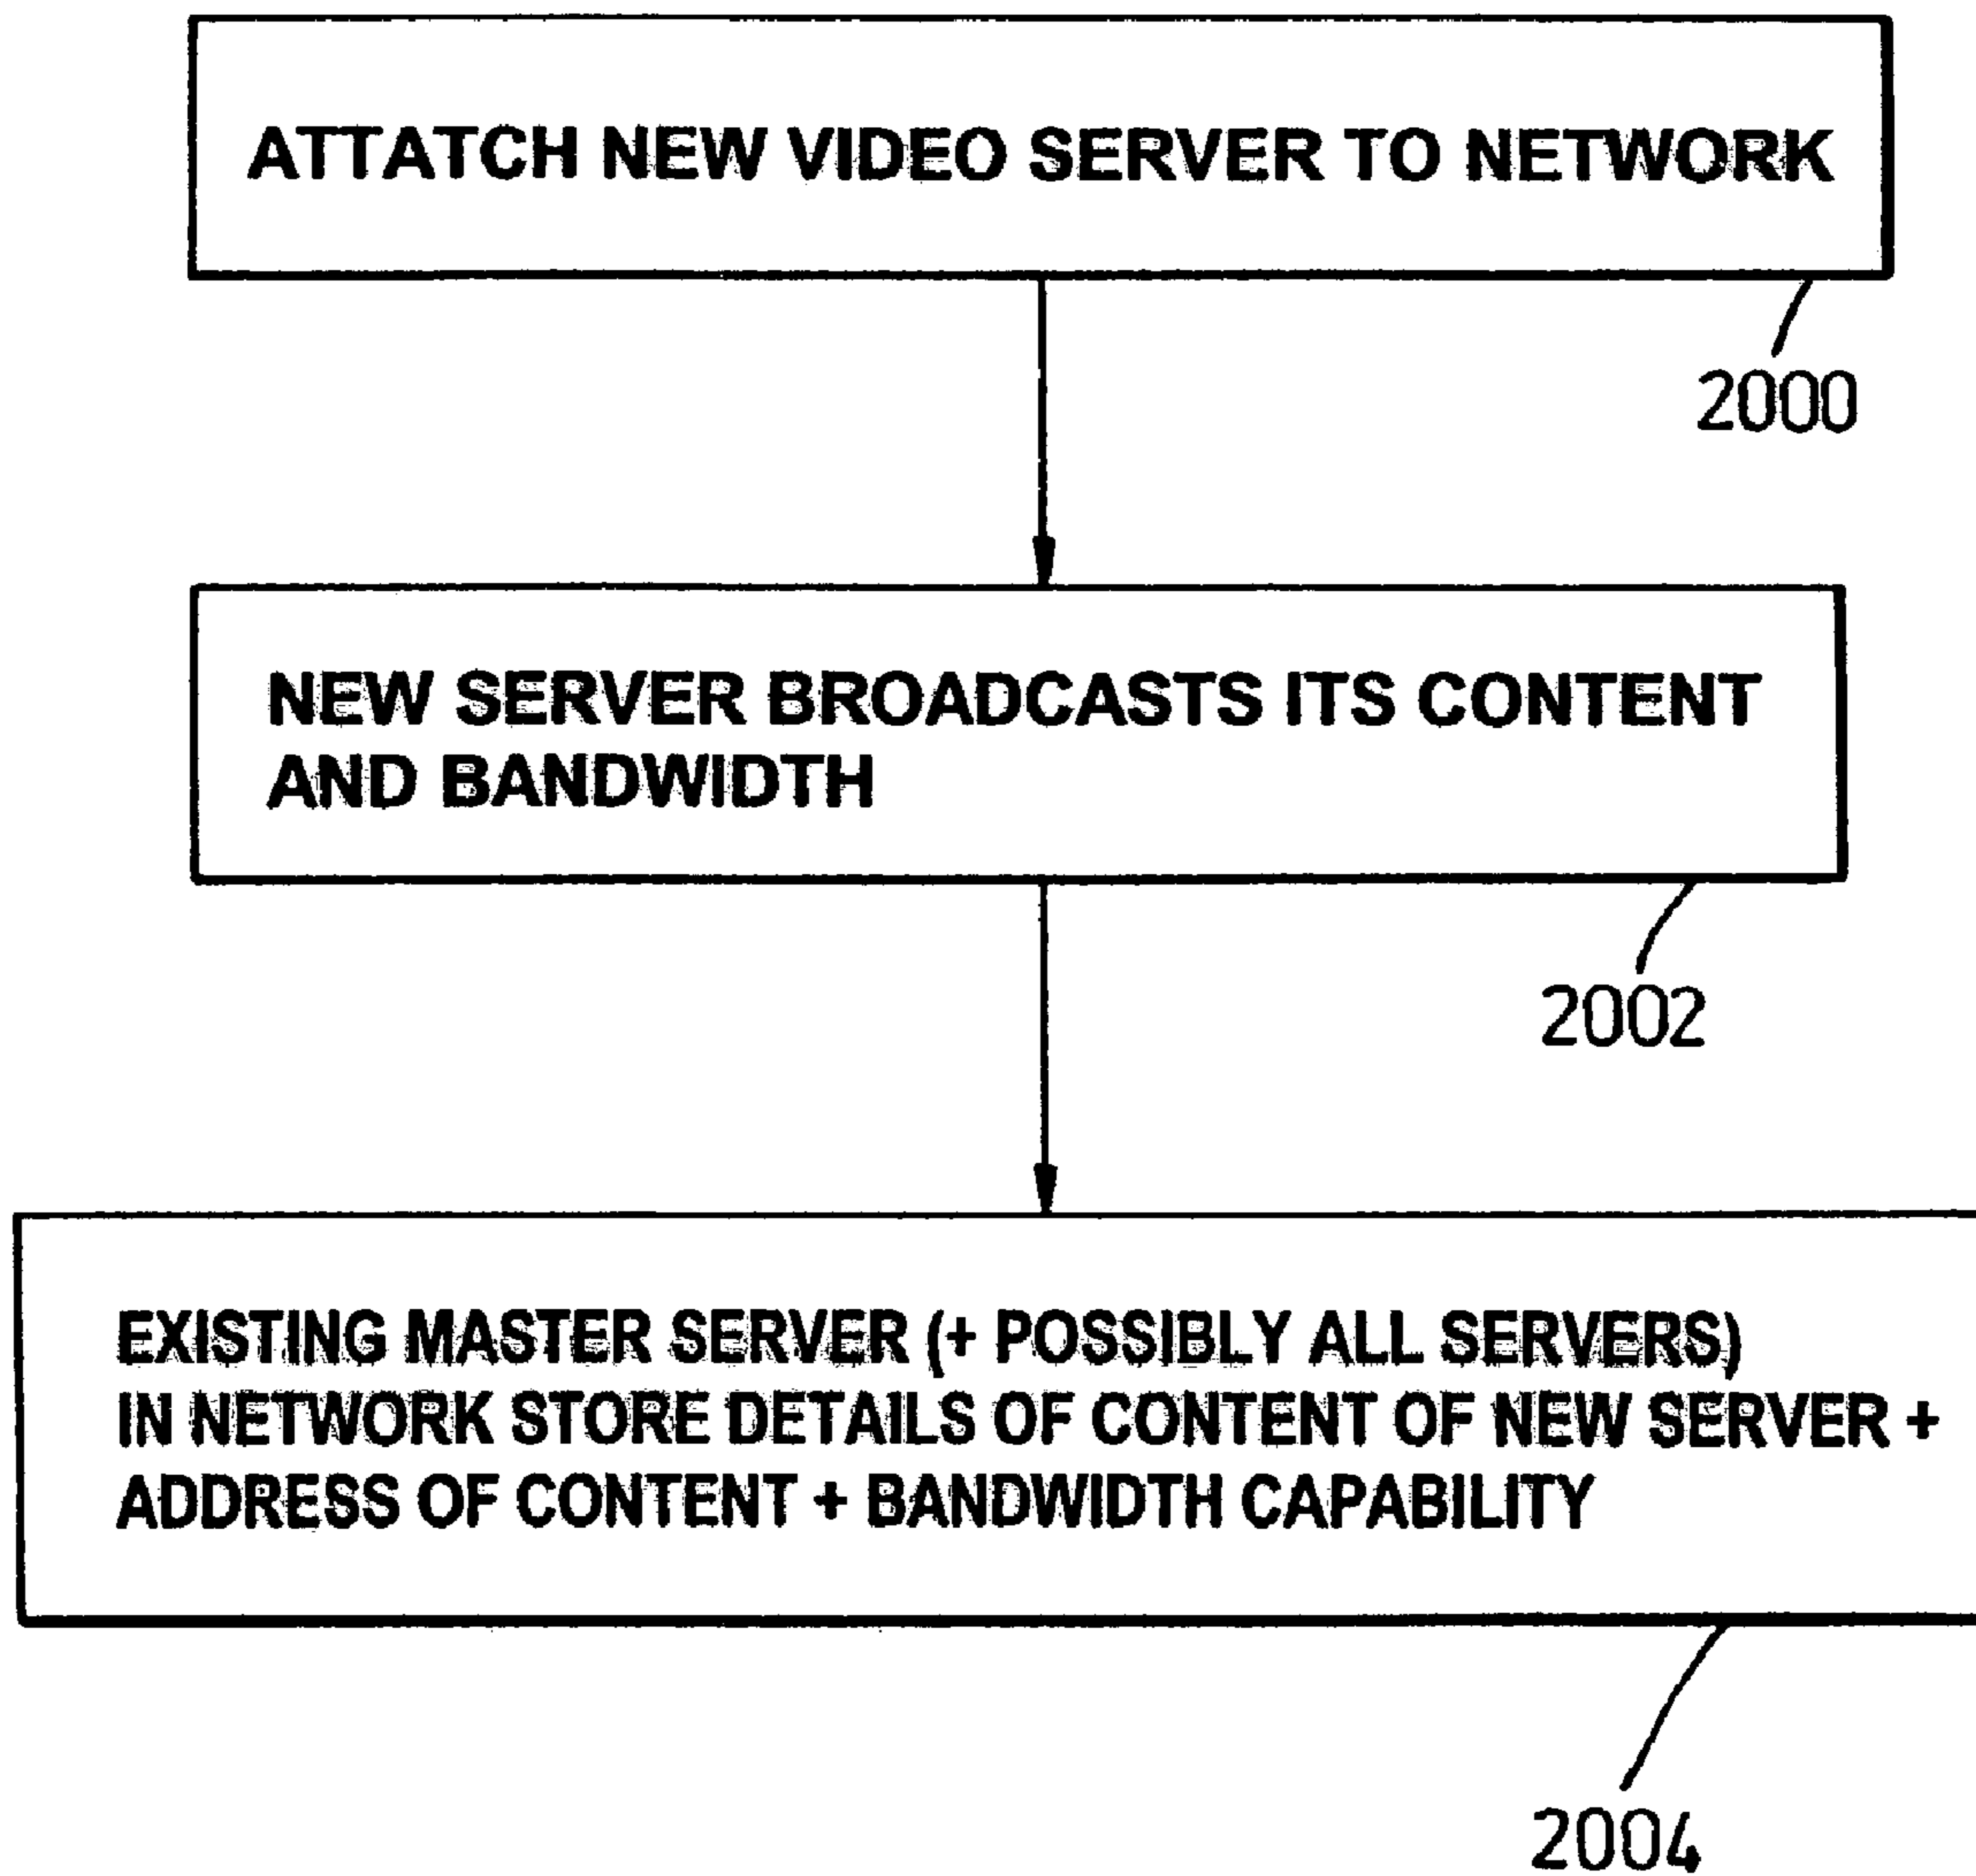 ATTATCH NEW VIDEO SERVER TO NETWORK
2000
NEW SERVER BROADCASTS ITS CONTENT
AND BANDWIDTH
2002
EXISTING MASTER SERVER (+ POSSIBLY ALL SERVERS)
IN NETWORK STORE DETAILS OF CONTENT OF NEW SERVER +
ADDRESS OF CONTENT + BANDWIDTH CAPABILITY
2004